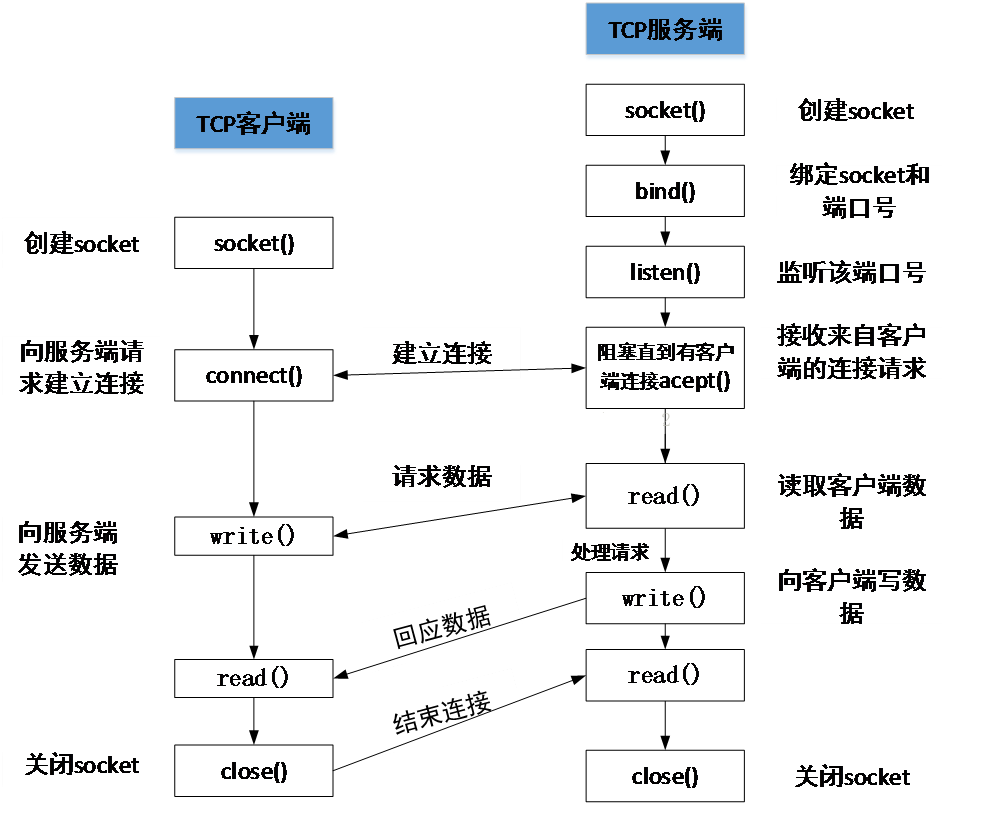 TCP服务端
socket()
创建socket
TCP客户端
bind()
绑定socket和
端口号
创建socket
socket()
listen()
监听该端口号
向服务端请
求建立连接
connect()
建立连接
阻塞直到有客户
端连接acept()
接收来自客户
端的连接请求
2
请求数据
read()
读取客户端数
据
向服务端
发送数据
write()
处理请求
write()
向客户端写数
据
回应数据
read()
read()
结束连接
关闭socket
close()
close()
关闭socket